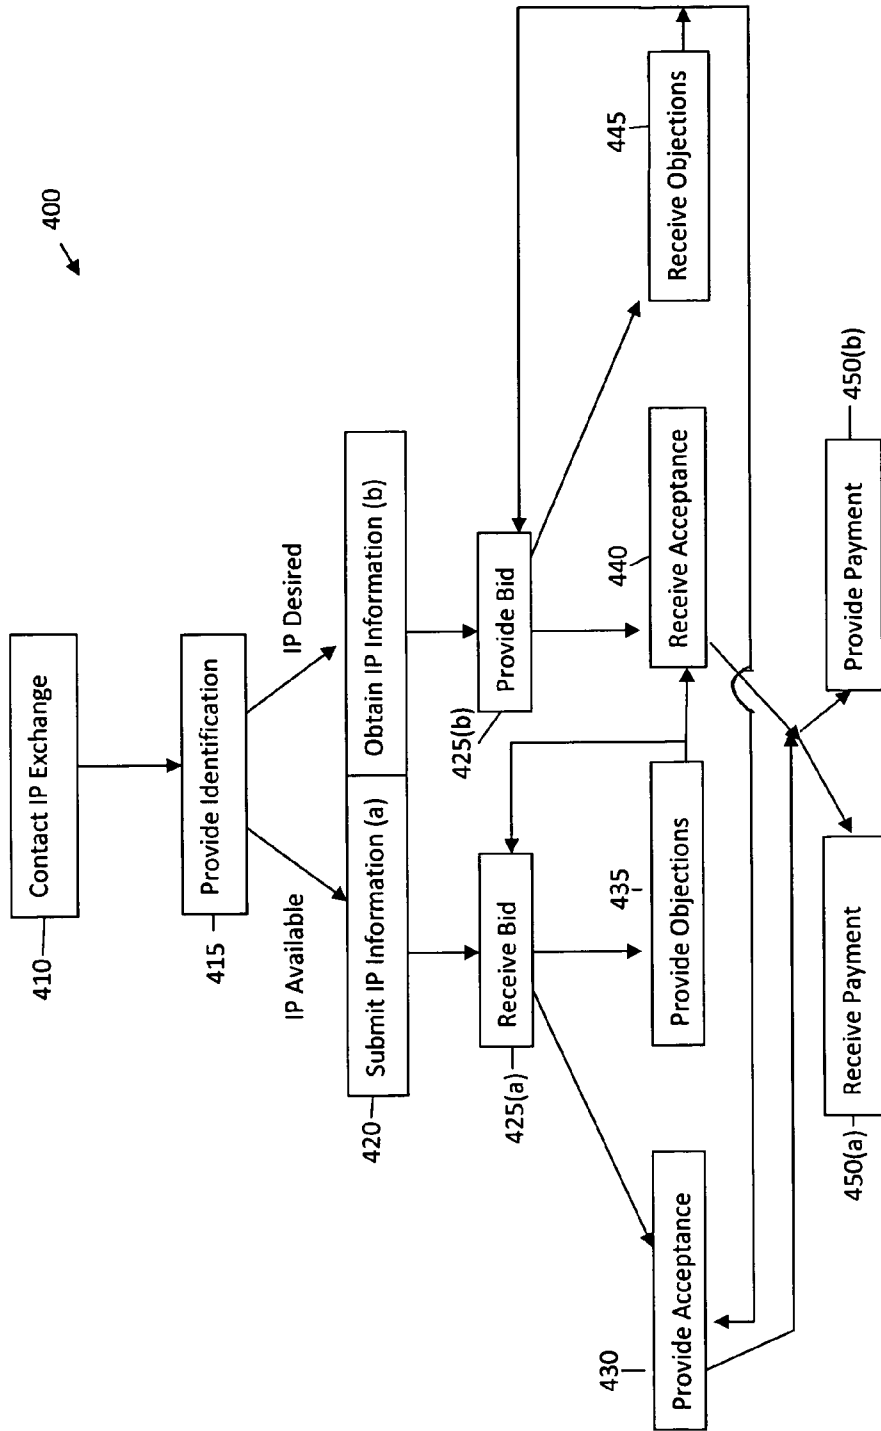 400
Contact IP Exchange
410
Provide Identification
415
IP Available
IP Desired
Submit IP Information (a)
Obtain IP Information (b)
420
Receive Bid
425(a)
Provide Bid
425(b)
430
Provide Acceptance
435
Provide Objections
440
Receive Acceptance
445
Receive Objections
450(a)
Receive Payment
Provide Payment
450(b)